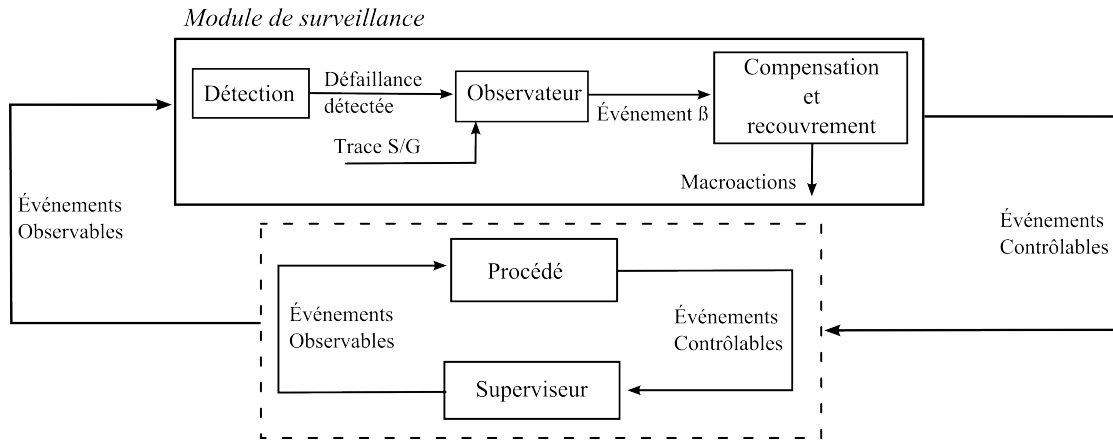 Module de surveillance
Détection
Défaillance
détectée
Observateur
Événement ß
Compensation
et
recouvrement
Trace S/G
Macroactions
Événements
Observables
Événements
Contrôlables
Procédé
Événements
Observables
Événements
Contrôlables
Superviseur